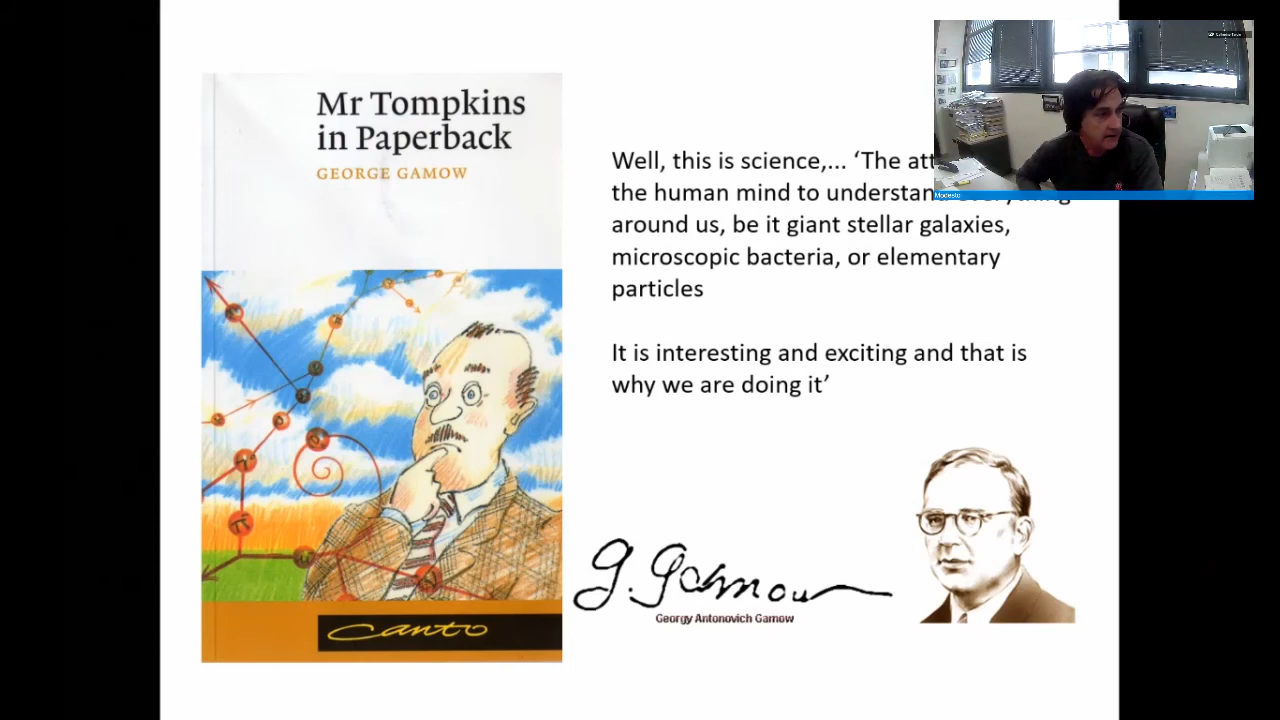 Mr Tompkins
in Paperback
GEORGE GAMOW
canto
Well, this is science,... ‘The
the human mind to understand
around us, be it giant stellar galaxies,
microscopic bacteria, or elementary
particles
It is interesting and exciting and that is
why we are doing it’
G. Gamow
Georgy Antonovich Gamow
Modesto